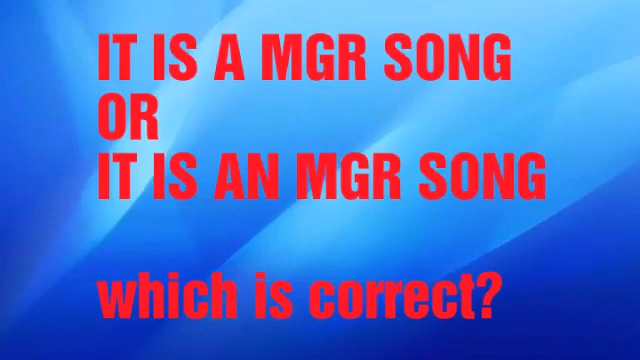 IT IS A MGR SONG
OR
IT IS AN MGR SONG
which is correct?